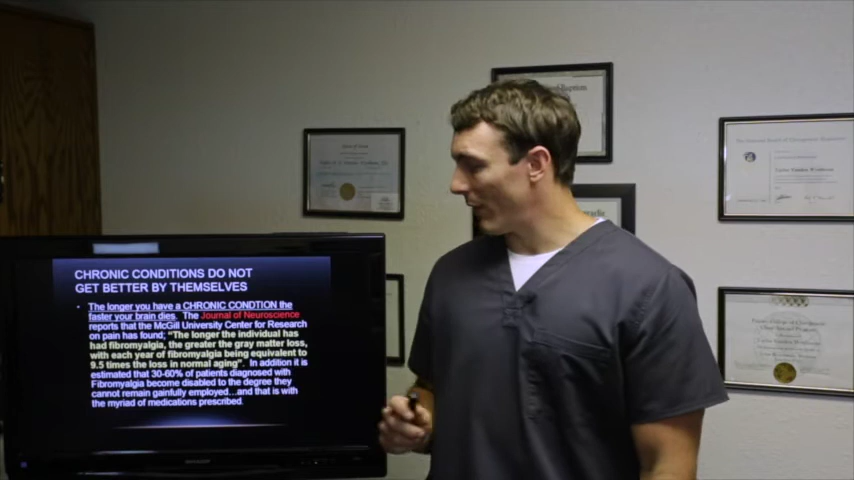 CHRONIC CONDITIONS DO NOT
GET BETTER BY THEMSELVES
• The longer you have a CHRONIC CONDTION the
faster your brain dies. The Journal of Neuroscience
reports that the McGill University Center for Research
on pain has found; "The longer the individual has
had fibromyalgia, the greater the gray matter loss,
with each year of fibromyalgia being equivalent to
9.5 times the loss in normal aging". In addition it is
estimated that 30-60% of patients diagnosed with
Fibromyalgia become disabled to the degree they
cannot remain gainfully employed…and that is with
the myriad of medications prescribed.